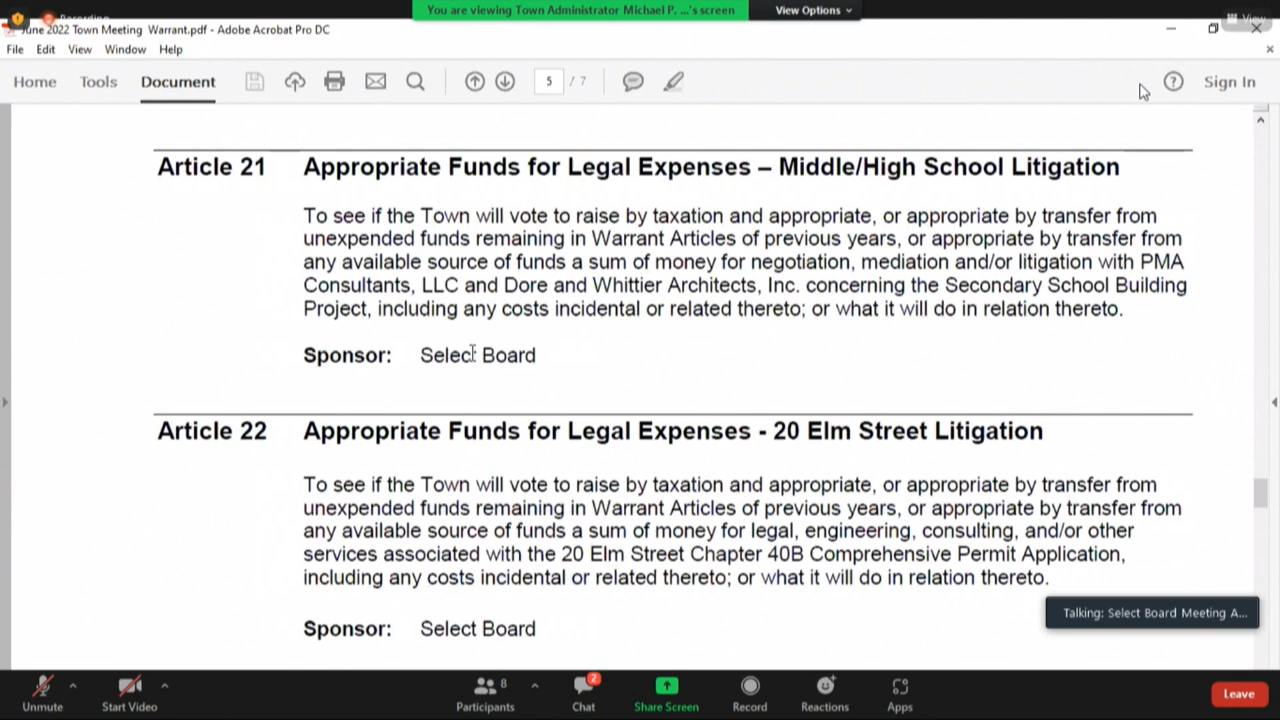 Recording
You are viewing Town Administrator Michael P. ...'s screen
View Options
View
June 2022 Town Meeting Warrant.pdf - Adobe Acrobat Pro DC
File Edit View Window Help
Home Tools Document 5 / 7 Sign In
Article 21 Appropriate Funds for Legal Expenses – Middle/High School Litigation
To see if the Town will vote to raise by taxation and appropriate, or appropriate by transfer from
unexpended funds remaining in Warrant Articles of previous years, or appropriate by transfer from
any available source of funds a sum of money for negotiation, mediation and/or litigation with PMA
Consultants, LLC and Dore and Whittier Architects, Inc. concerning the Secondary School Building
Project, including any costs incidental or related thereto; or what it will do in relation thereto.
Sponsor: Select Board
Article 22 Appropriate Funds for Legal Expenses - 20 Elm Street Litigation
To see if the Town will vote to raise by taxation and appropriate, or appropriate by transfer from
unexpended funds remaining in Warrant Articles of previous years, or appropriate by transfer from
any available source of funds a sum of money for legal, engineering, consulting, and/or other
services associated with the 20 Elm Street Chapter 40B Comprehensive Permit Application,
including any costs incidental or related thereto; or what it will do in relation thereto.
Talking: Select Board Meeting A...
Sponsor: Select Board
8 2
Unmute Start Video Participants Chat Share Screen Record Reactions Apps Leave